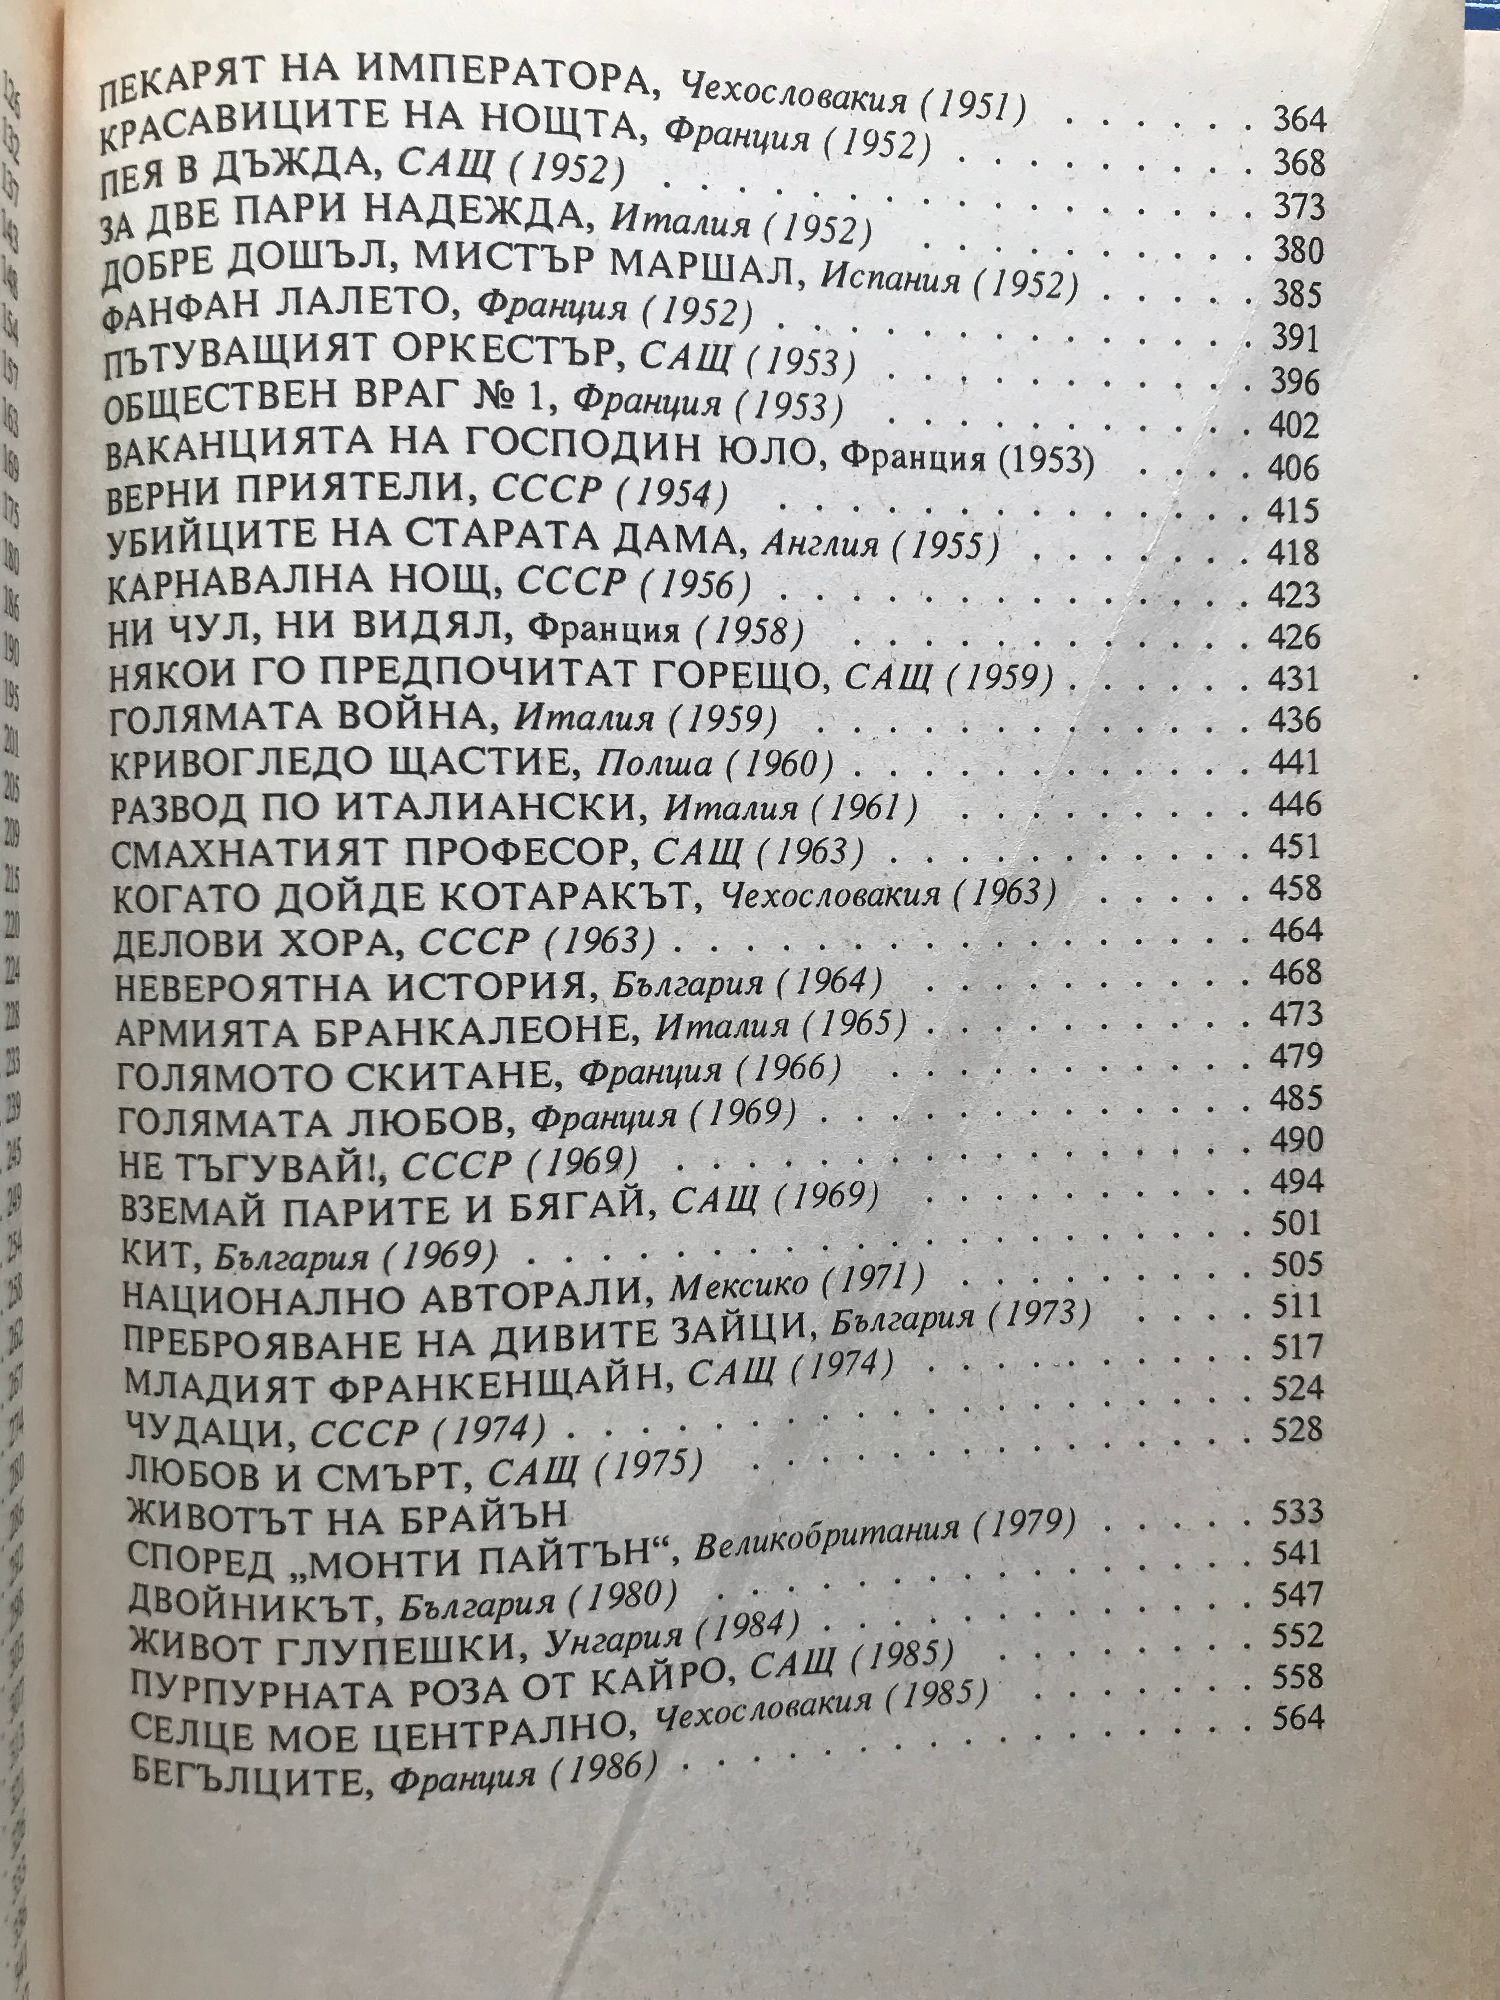 ПЕКАРЯТ НА ИМПЕРАТОРА, Чехословакия (1951) . . . . . . 364
КРАСАВИЦИТЕ НА НОЩТА, Франция (1952) . . . . . . . . . 368
ПЕЯ В ДЪЖДА, САЩ (1952) . . . . . . . . . . . . . . . . 373
ЗА ДВЕ ПАРИ НАДЕЖДА, Италия (1952) . . . . . . . . . . 380
ДОБРЕ ДОШЪЛ, МИСТЪР МАРШАЛ, Испания (1952) . . . . . 385
ФАНФАН ЛАЛЕТО, Франция (1952) . . . . . . . . . . . . . 391
ПЪТУВАЩИЯТ ОРКЕСТЪР, САЩ (1953) . . . . . . . . . . . 396
ОБЩЕСТВЕН ВРАГ № 1, Франция (1953) . . . . . . . . . . . 402
ВАКАНЦИЯТА НА ГОСПОДИН ЮЛО, Франция (1953) . . . . 406
ВЕРНИ ПРИЯТЕЛИ, СССР (1954) . . . . . . . . . . . . . . 415
УБИЙЦИТЕ НА СТАРАТА ДАМА, Англия (1955) . . . . . . . 418
КАРНАВАЛНА НОЩ, СССР (1956) . . . . . . . . . . . . . . 423
НИ ЧУЛ, НИ ВИДЯЛ, Франция (1958) . . . . . . . . . . . . 426
НЯКОИ ГО ПРЕДПОЧИТАТ ГОРЕЩО, САЩ (1959) . . . . . . 431
ГОЛЯМАТА ВОЙНА, Италия (1959) . . . . . . . . . . . . . 436
КРИВОГЛЕДО ЩАСТИЕ, Полша (1960) . . . . . . . . . . . . 441
РАЗВОД ПО ИТАЛИАНСКИ, Италия (1961) . . . . . . . . . 446
СМАХНАТИЯТ ПРОФЕСОР, САЩ (1963) . . . . . . . . . . . 451
КОГАТО ДОЙДЕ КОТАРАКЪТ, Чехословакия (1963) . . . . . 458
ДЕЛОВИ ХОРА, СССР (1963) . . . . . . . . . . . . . . . . 464
НЕВЕРОЯТНА ИСТОРИЯ, България (1964) . . . . . . . . . . 468
АРМИЯТА БРАНКАЛЕОНЕ, Италия (1965) . . . . . . . . . . 473
ГОЛЯМОТО СКИТАНЕ, Франция (1966) . . . . . . . . . . . 479
ГОЛЯМАТА ЛЮБОВ, Франция (1969) . . . . . . . . . . . . . 485
НЕ ТЪГУВАЙ!, СССР (1969) . . . . . . . . . . . . . . . . 490
ВЗЕМАЙ ПАРИТЕ И БЯГАЙ, САЩ (1969) . . . . . . . . . . 494
КИТ, България (1969) . . . . . . . . . . . . . . . . . . . 501
НАЦИОНАЛНО АВТОРАЛИ, Мексико (1971) . . . . . . . . . 505
ПРЕБРОЯВАНЕ НА ДИВИТЕ ЗАЙЦИ, България (1973) . . . . 511
МЛАДИЯТ ФРАНКЕНЩАЙН, САЩ (1974) . . . . . . . . . . 517
ЧУДАЦИ, СССР (1974) . . . . . . . . . . . . . . . . . . . 524
ЛЮБОВ И СМЪРТ, САЩ (1975) . . . . . . . . . . . . . . . 528
ЖИВОТЪТ НА БРАЙЪН
СПОРЕД „МОНТИ ПАЙТЪН“, Великобритания (1979) . . . . . 533
ДВОЙНИКЪТ, България (1980) . . . . . . . . . . . . . . . 541
ЖИВОТ ГЛУПЕШКИ, Унгария (1984) . . . . . . . . . . . . 547
ПУРПУРНАТА РОЗА ОТ КАЙРО, САЩ (1985) . . . . . . . . 552
СЕЛЦЕ МОЕ ЦЕНТРАЛНО, Чехословакия (1985) . . . . . . . 558
БЕГЪЛЦИТЕ, Франция (1986) . . . . . . . . . . . . . . . . 564